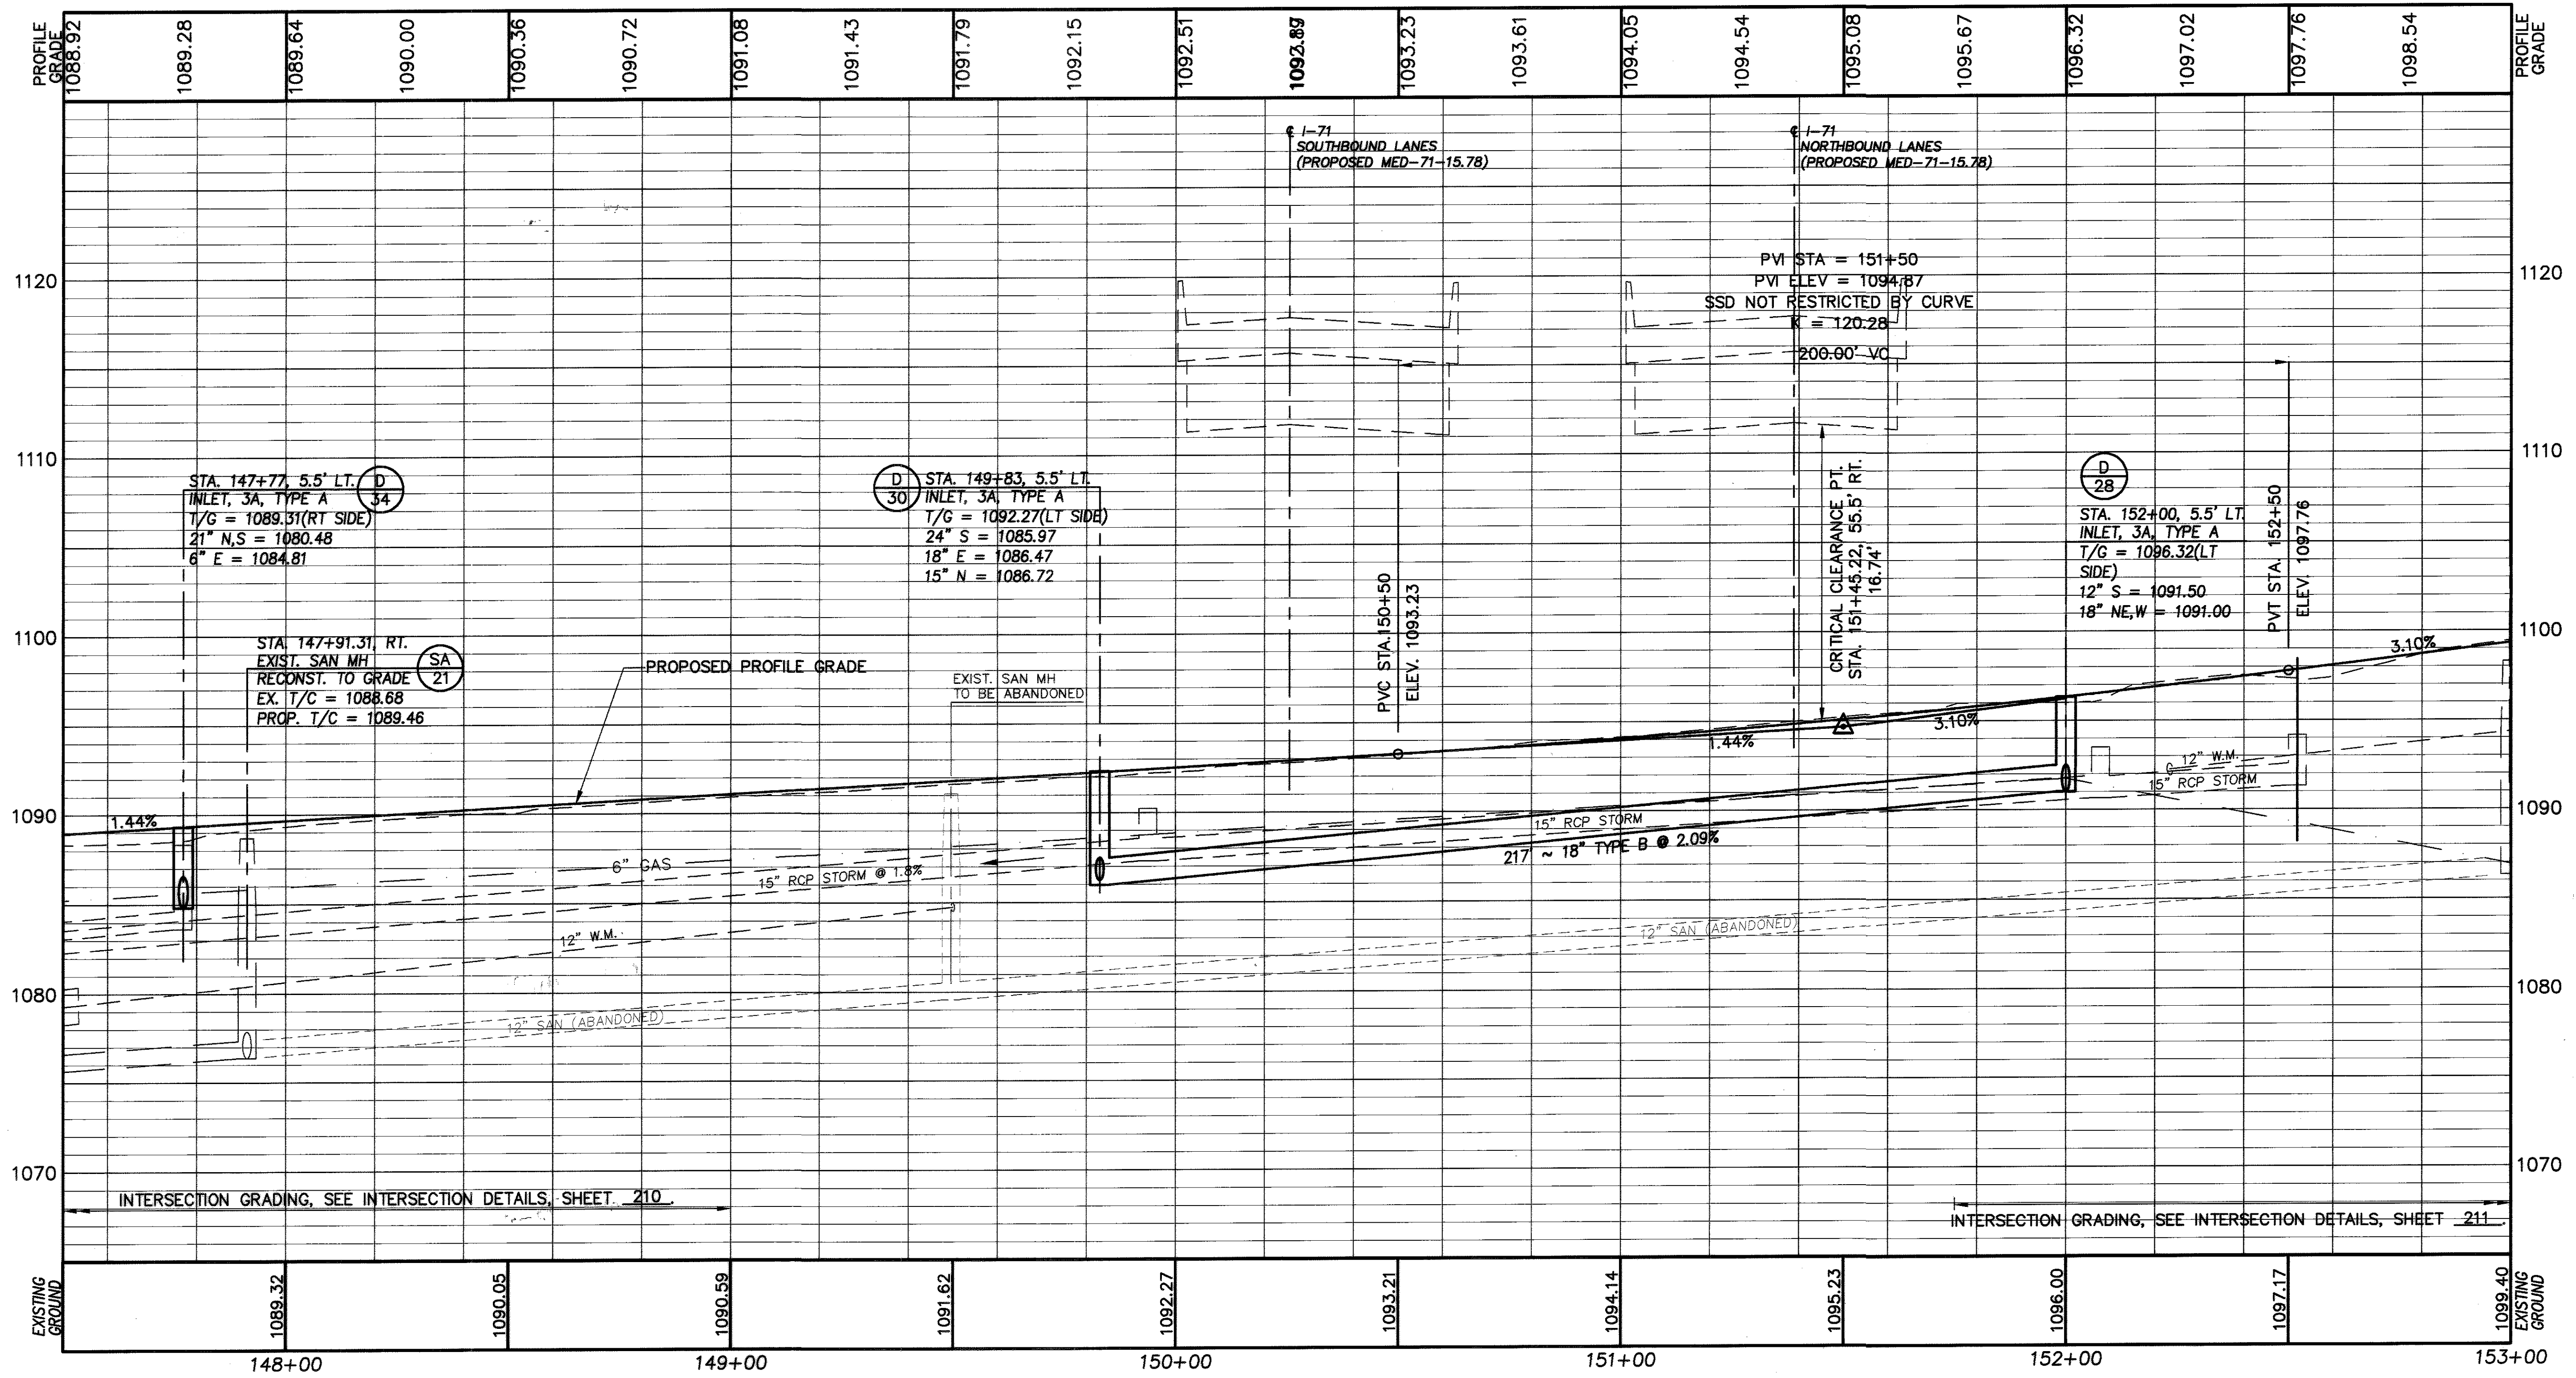 PROFILE
GRADE
1088.92
1089.28
1089.64
1090.00
1090.36
1090.72
1091.08
1091.43
1091.79
1092.15
1092.51
1093.23
1093.61
1094.05
1094.54
1095.08
1095.67
1096.32
1097.02
1097.76
1098.54
PROFILE
GRADE
℄ I-71
SOUTHBOUND LANES
(PROPOSED MED-71-15.78)
℄ I-71
NORTHBOUND LANES
(PROPOSED MED-71-15.78)
PVI STA = 151+50
PVI ELEV = 1094.87
SSD NOT RESTRICTED BY CURVE
K = 120.28
200.00' VC
1120
1120
1110
1110
STA. 147+77, 5.5' LT.
INLET, 3A, TYPE A
T/G = 1089.31(RT SIDE)
21" N,S = 1080.48
6" E = 1084.81
D
34
D
30
STA. 149+83, 5.5' LT.
INLET, 3A, TYPE A
T/G = 1092.27(LT SIDE)
24" S = 1085.97
18" E = 1086.47
15" N = 1086.72
PVC STA.150+50
ELEV. 1093.23
CRITICAL CLEARANCE PT.
STA. 151+45.22, 55.5' RT.
16.74'
D
28
STA. 152+00, 5.5' LT.
INLET, 3A, TYPE A
T/G = 1096.32(LT
SIDE)
12" S = 1091.50
18" NE,W = 1091.00
PVT STA. 152+50
ELEV. 1097.76
1100
1100
STA. 147+91.31, RT.
EXIST. SAN MH
RECONST. TO GRADE
EX. T/C = 1088.68
PROP. T/C = 1089.46
SA
21
PROPOSED PROFILE GRADE
EXIST. SAN MH
TO BE ABANDONED
3.10%
1.44%
3.10%
12" W.M.
15" RCP STORM
1090
1090
1.44%
15" RCP STORM
217' ~ 18" TYPE B @ 2.09%
6" GAS
15" RCP STORM @ 1.8%
12" W.M.
12" SAN (ABANDONED)
1080
1080
12" SAN (ABANDONED)
1070
1070
INTERSECTION GRADING, SEE INTERSECTION DETAILS, SHEET 210.
INTERSECTION GRADING, SEE INTERSECTION DETAILS, SHEET 211.
EXISTING
GROUND
1089.32
1090.05
1090.59
1091.62
1092.27
1093.21
1094.14
1095.23
1096.00
1097.17
1099.40
EXISTING
GROUND
148+00
149+00
150+00
151+00
152+00
153+00